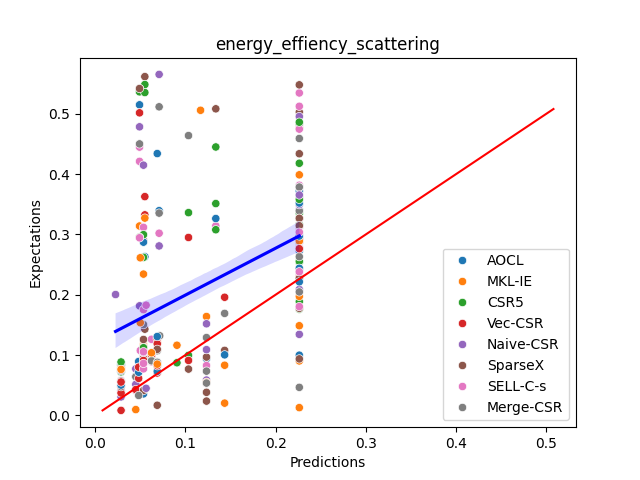 energy_effiency_scattering
Expectations
0.5
0.4
0.3
0.2
0.1
0.0
AOCL
MKL-IE
CSR5
Vec-CSR
Naive-CSR
SparseX
SELL-C-s
Merge-CSR
0.0 0.1 0.2 0.3 0.4 0.5
Predictions